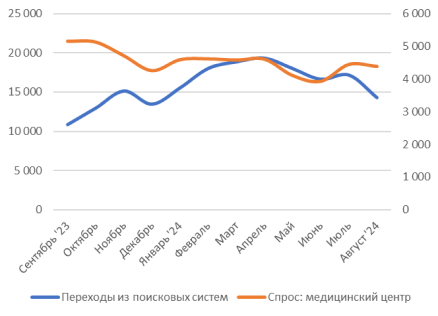 25 000 6 000
20 000 5 000
15 000 4 000
10 000 3 000
5 000 2 000
0 1 000
0
Сентябрь '23 Октябрь Ноябрь Декабрь Январь '24 Февраль Март Апрель Май Июнь Июль Август '24
Переходы из поисковых систем Спрос: медицинский центр